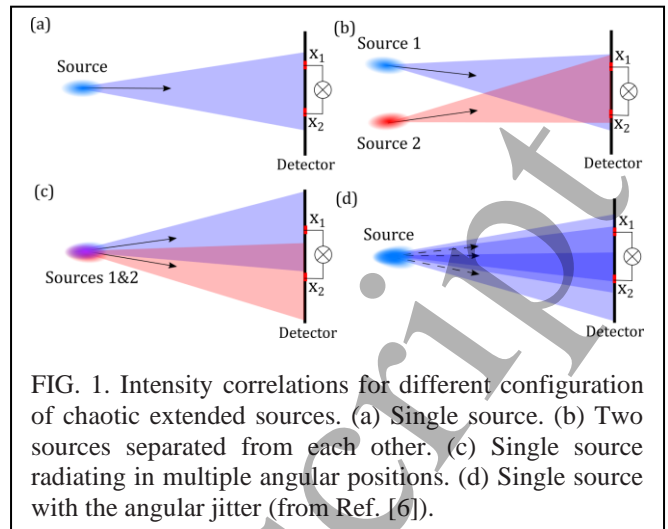 (a)
Source
x1
x2
Detector
(b)
Source 1
Source 2
x1
x2
Detector
(c)
Sources 1&2
x1
x2
Detector
(d)
Source
x1
x2
Detector
FIG. 1. Intensity correlations for different configuration
of chaotic extended sources. (a) Single source. (b) Two
sources separated from each other. (c) Single source
radiating in multiple angular positions. (d) Single source
with the angular jitter (from Ref. [6]).
cript